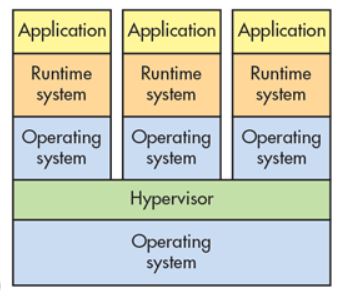 Application Application Application
Runtime Runtime Runtime
system system system
Operating Operating Operating
system system system
Hypervisor
Operating
system